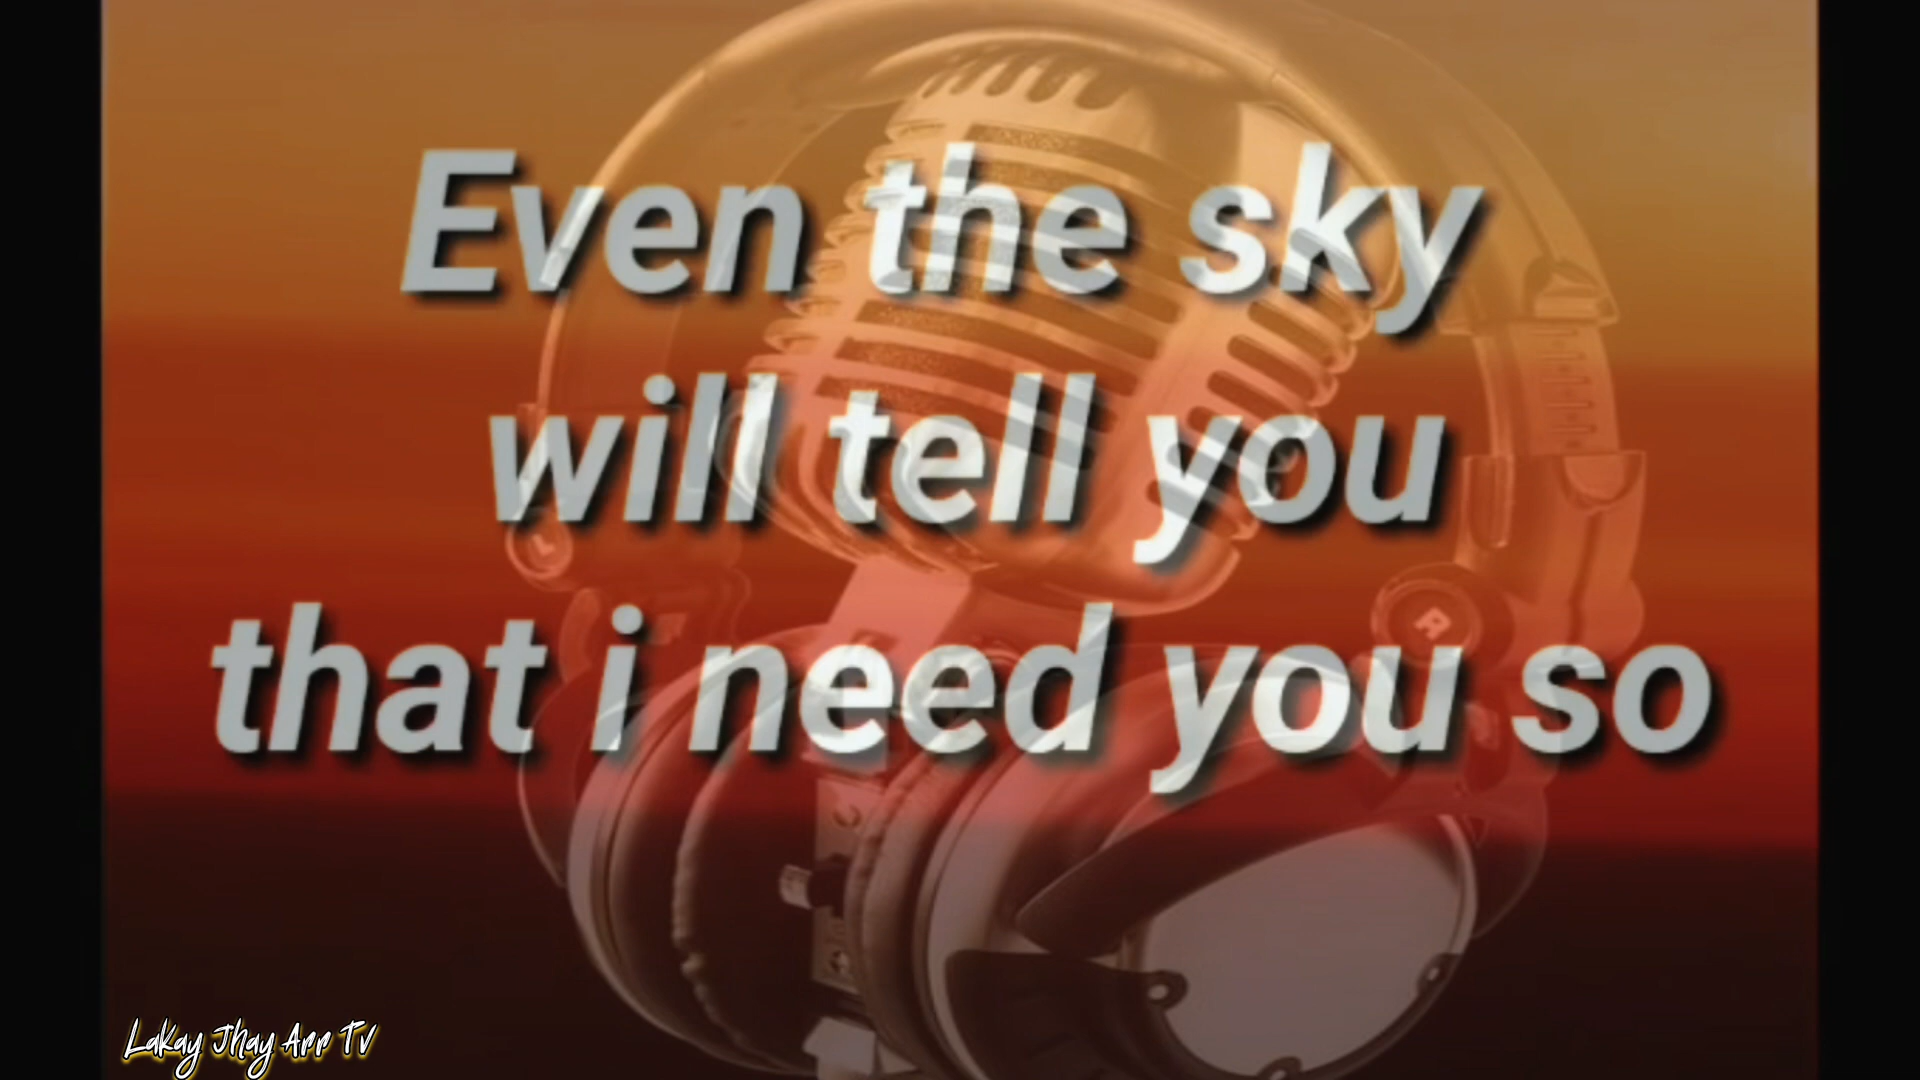 Even the sky
will tell you
that i need you so
L
R
LaKay Jhay Arr Tv